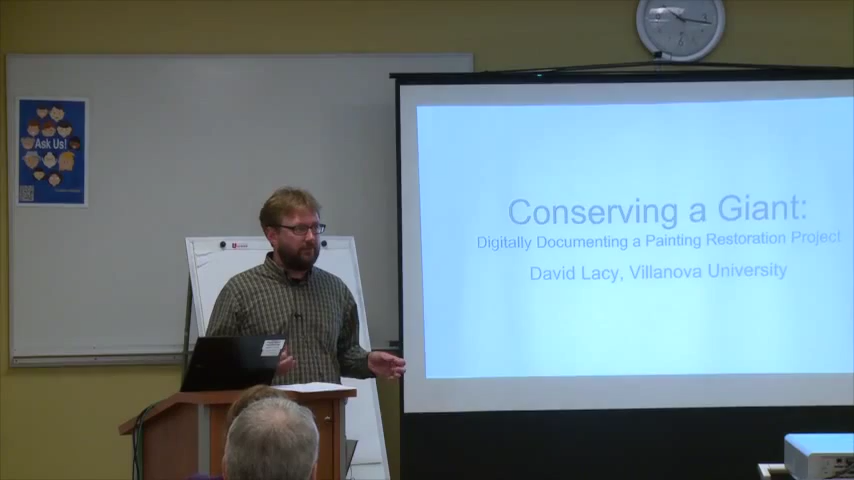 Ask Us!
Conserving a Giant:
Digitally Documenting a Painting Restoration Project
David Lacy, Villanova University